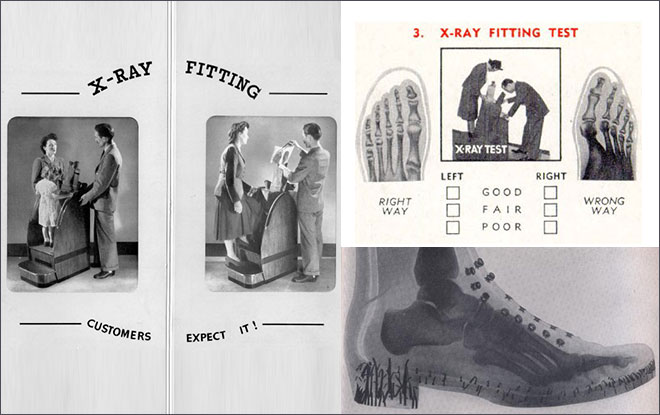 X-RAY FITTING
CUSTOMERS EXPECT IT!
3. X-RAY FITTING TEST
X-RAY TEST
LEFT RIGHT
GOOD
FAIR
POOR
RIGHT
WAY
WRONG
WAY